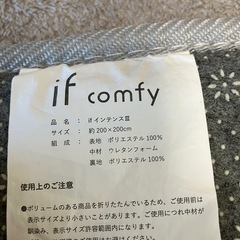 if comfy
品 名： if インテンスⅢ
サイズ： 約200×200cm
組 成： 表地 ポリエステル100%
中材 ウレタンフォーム
裏地 ポリエステル100%
使用上のご注意
●ボリュームのある商品を折りたたんでいるため、
使用前は表示サイズより小さいことがあります。
ご使用につれ中材が
表示サイズ許容範囲内になります。